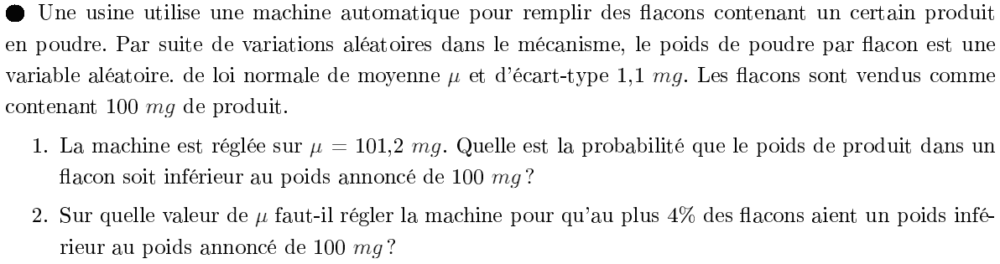 ● Une usine utilise une machine automatique pour remplir des flacons contenant un certain produit
en poudre. Par suite de variations aléatoires dans le mécanisme, le poids de poudre par flacon est une
variable aléatoire. de loi normale de moyenne μ et d'écart-type 1,1 mg. Les flacons sont vendus comme
contenant 100 mg de produit.
1. La machine est réglée sur μ = 101,2 mg. Quelle est la probabilité que le poids de produit dans un
flacon soit inférieur au poids annoncé de 100 mg ?
2. Sur quelle valeur de μ faut-il régler la machine pour qu'au plus 4% des flacons aient un poids infé-
rieur au poids annoncé de 100 mg ?